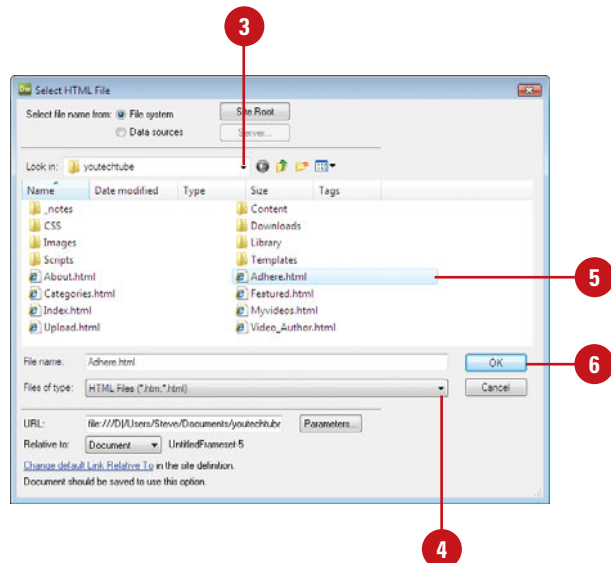 3
Dw Select HTML File
Select file name from: File system Site Root
Data sources Server...
Look in: youtechtube
Name Date modified Type Size Tags
_notes Content
CSS Downloads
Images Library
Scripts Templates
About.html Adhere.html
Categories.html Featured.html
Index.html Myvideos.html
Upload.html Video_Author.html
5
File name: Adhere.html OK
6
Files of type: HTML Files (*.htm,*.html) Cancel
URL: file:///D|/Users/Steve/Documents/youtechtube Parameters...
Relative to: Document UntitledFrameset-5
Change default Link Relative To in the site definition.
Document should be saved to use this option.
4